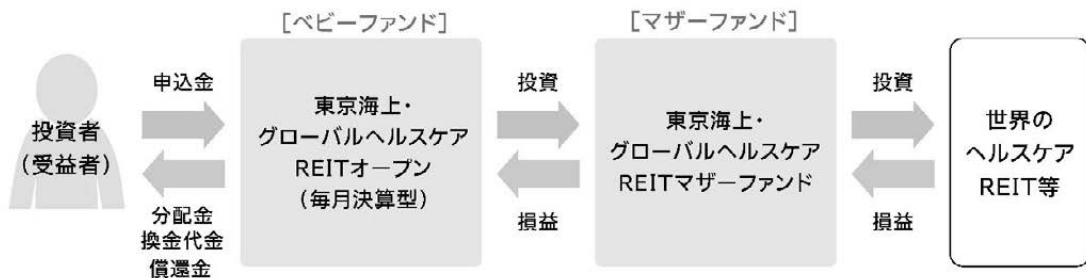 [ベビーファンド]
[マザーファンド]
投資者
（受益者）
申込金
分配金
換金代金
償還金
東京海上・
グローバルヘルスケア
REITオープン
（毎月決算型）
投資
損益
東京海上・
グローバルヘルスケア
REITマザーファンド
投資
損益
世界の
ヘルスケア
REIT等